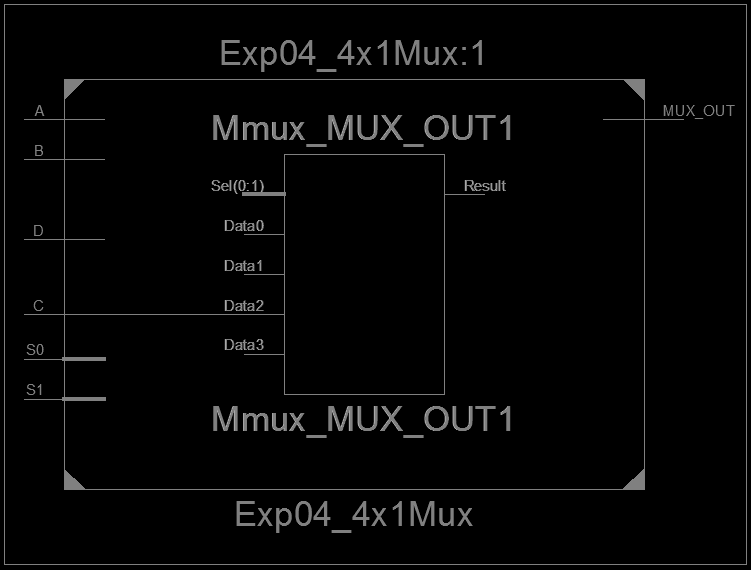 Exp04_4x1Mux:1
A
MUX_OUT
Mmux_MUX_OUT1
B
Sel(0:1)
Result
Data0
D
Data1
C
Data2
Data3
S0
S1
Mmux_MUX_OUT1
Exp04_4x1Mux